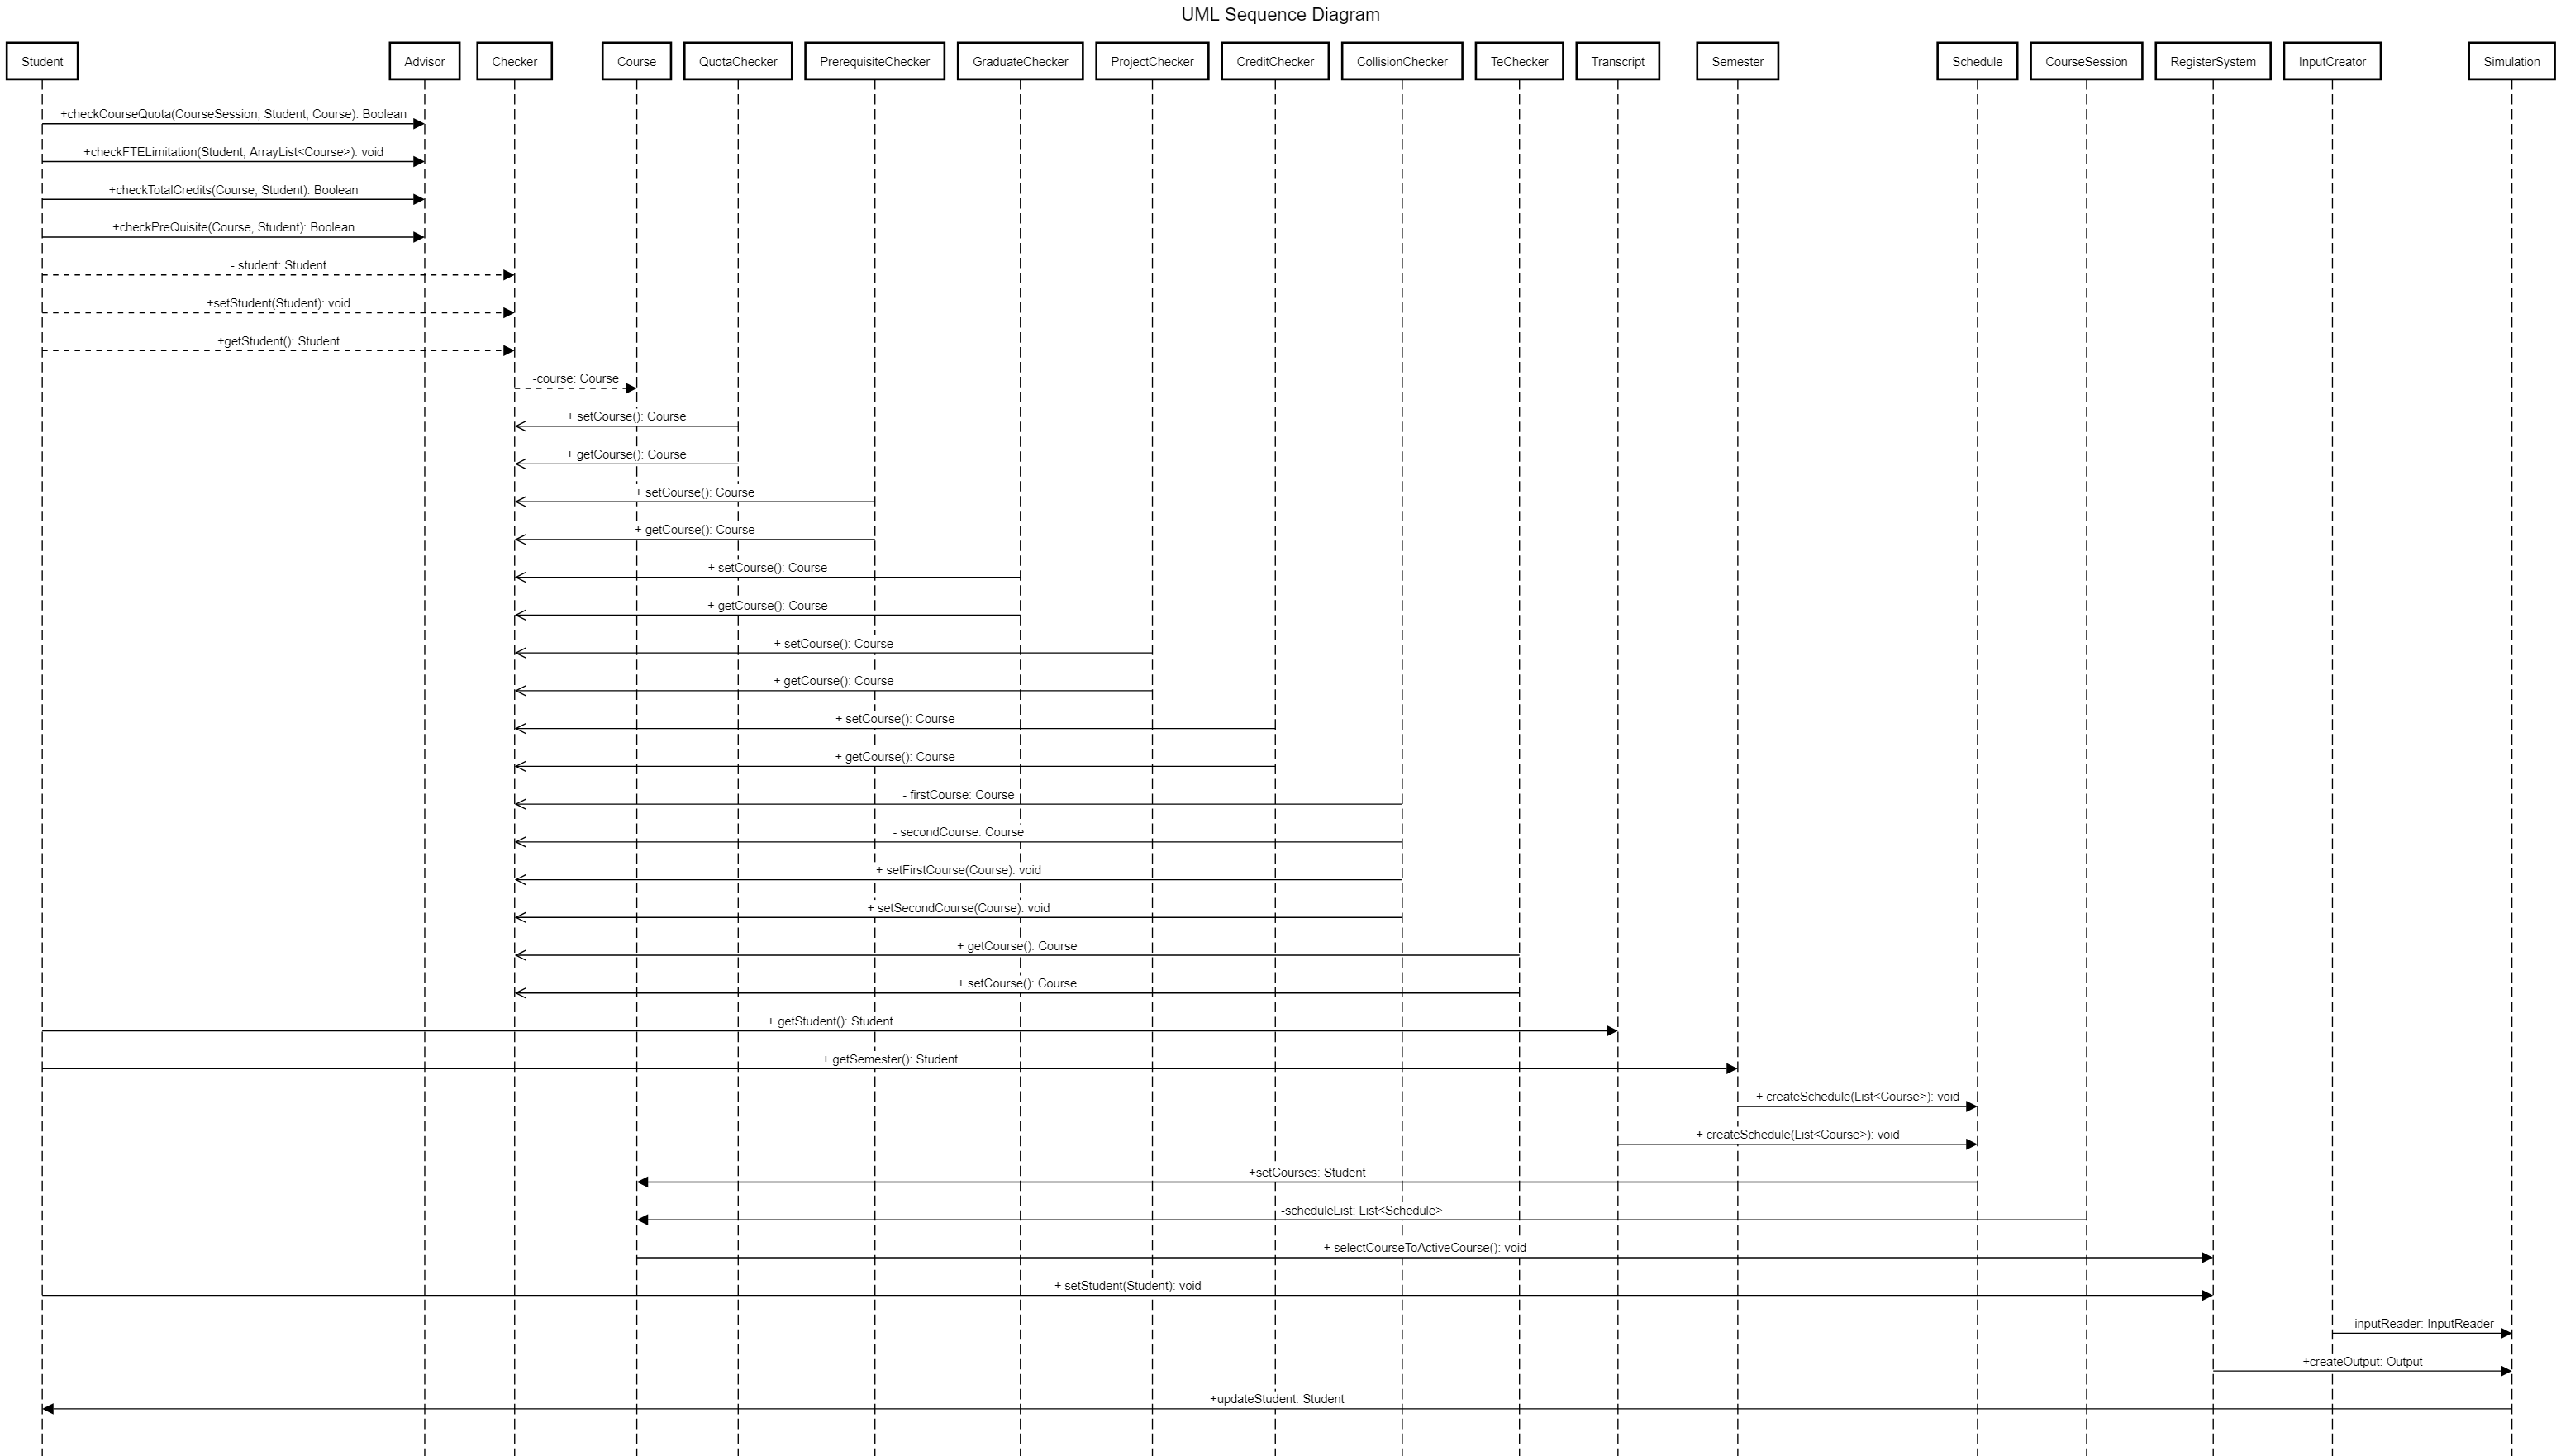 UML Sequence Diagram
Student
Advisor
Checker
Course
QuotaChecker
PrerequisiteChecker
GraduateChecker
ProjectChecker
CreditChecker
CollisionChecker
TeChecker
Transcript
Semester
Schedule
CourseSession
RegisterSystem
InputCreator
Simulation
+checkCourseQuota(CourseSession, Student, Course): Boolean
+checkFTELimitation(Student, ArrayList<Course>): void
+checkTotalCredits(Course, Student): Boolean
+checkPreQuisite(Course, Student): Boolean
- student: Student
+setStudent(Student): void
+getStudent(): Student
-course: Course
+ setCourse(): Course
+ getCourse(): Course
+ setCourse(): Course
+ getCourse(): Course
+ setCourse(): Course
+ getCourse(): Course
+ setCourse(): Course
+ getCourse(): Course
+ setCourse(): Course
+ getCourse(): Course
- firstCourse: Course
- secondCourse: Course
+ setFirstCourse(Course): void
+ setSecondCourse(Course): void
+ getCourse(): Course
+ setCourse(): Course
+ getStudent(): Student
+ getSemester(): Student
+ createSchedule(List<Course>): void
+ createSchedule(List<Course>): void
+setCourses: Student
-scheduleList: List<Schedule>
+ selectCourseToActiveCourse(): void
+ setStudent(Student): void
-inputReader: InputReader
+createOutput: Output
+updateStudent: Student